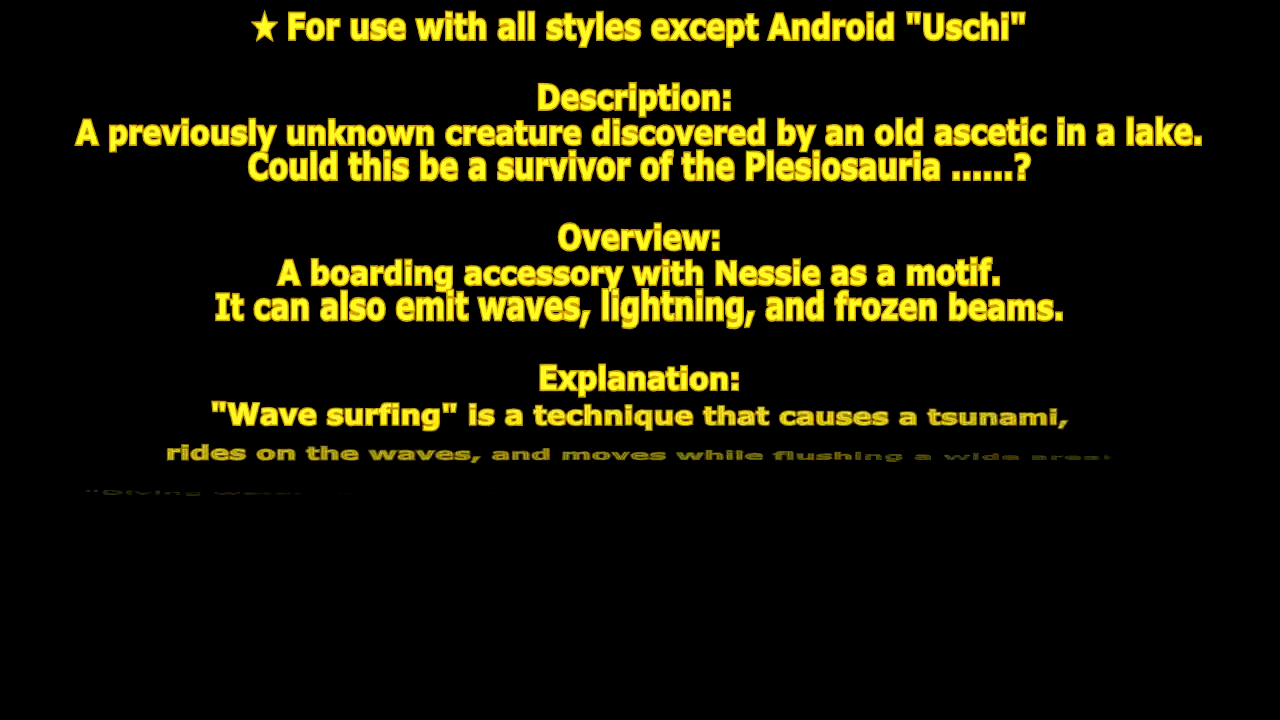 ★ For use with all styles except Android "Uschi"
Description:
A previously unknown creature discovered by an old ascetic in a lake.
Could this be a survivor of the Plesiosauria ......?
Overview:
A boarding accessory with Nessie as a motif.
It can also emit waves, lightning, and frozen beams.
Explanation:
"Wave surfing" is a technique that causes a tsunami,
rides on the waves, and moves while flushing a wide area.
"Diving